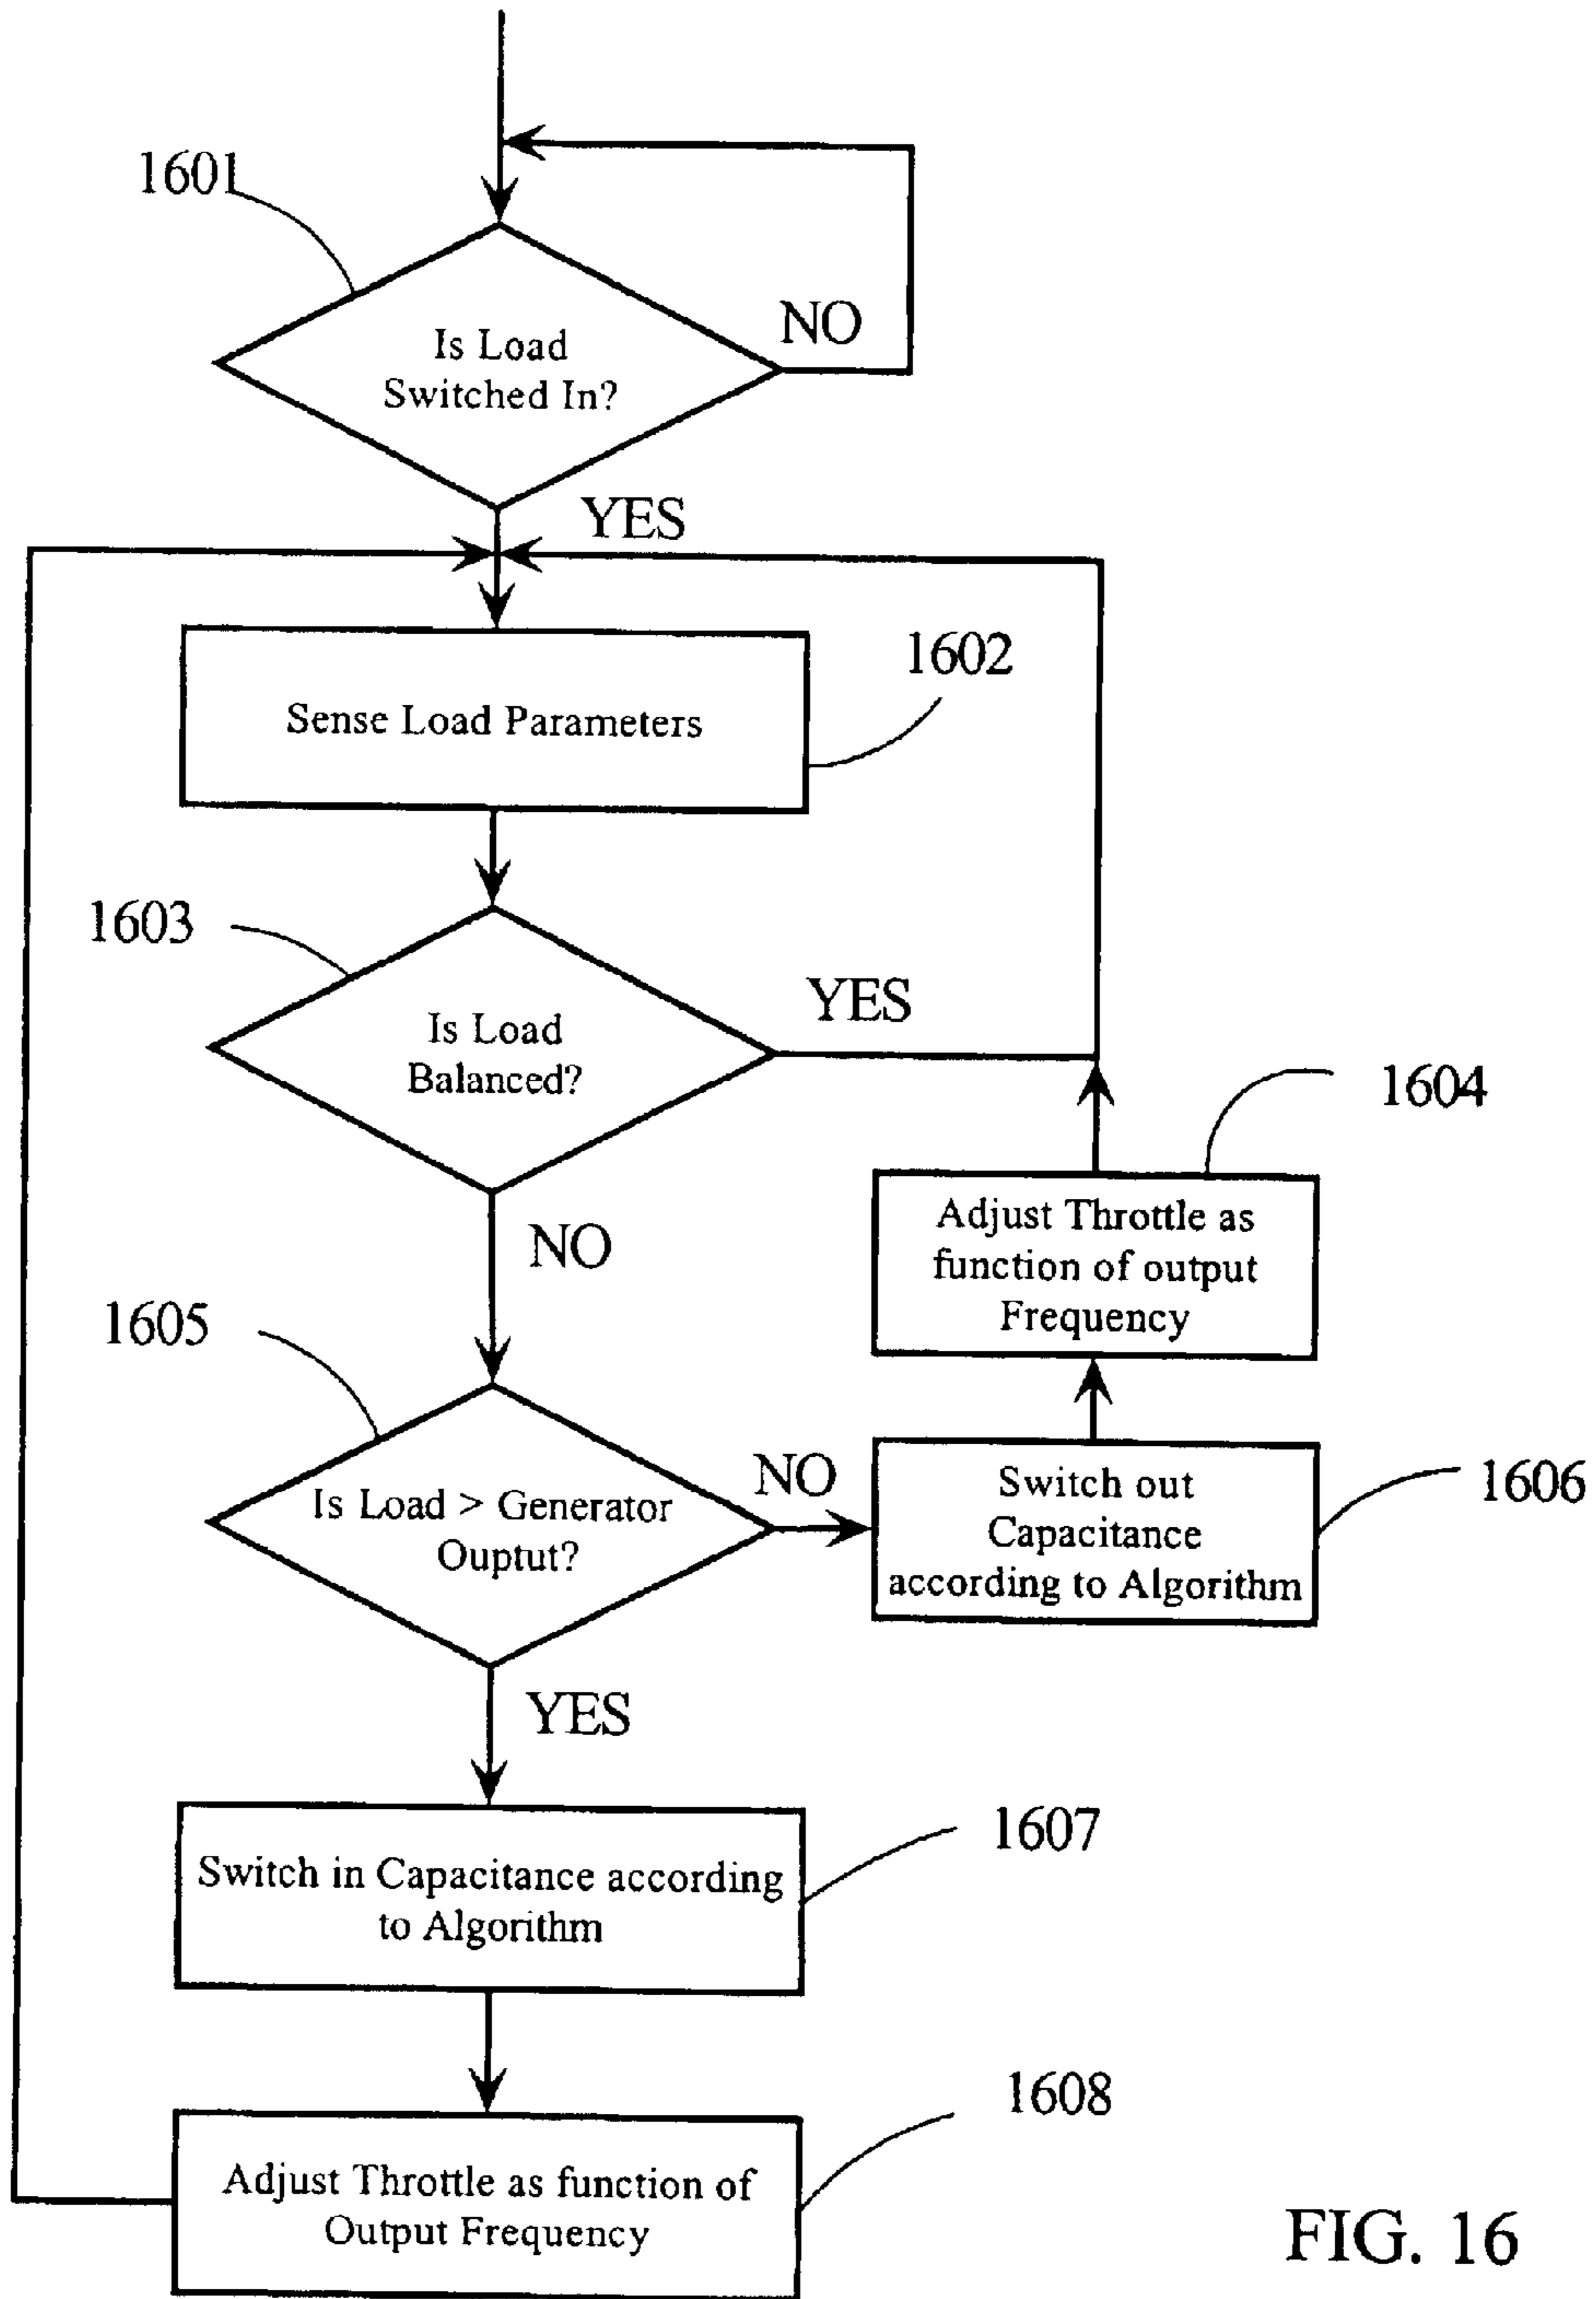 1601
Is Load
Switched In?
NO
YES
1602
Sense Load Parameters
1603
Is Load
Balanced?
YES
NO
1604
Adjust Throttle as
function of output
Frequency
1605
Is Load > Generator
Ouptut?
NO
1606
Switch out
Capacitance
according to Algorithm
YES
1607
Switch in Capacitance according
to Algorithm
1608
Adjust Throttle as function of
Output Frequency
FIG. 16